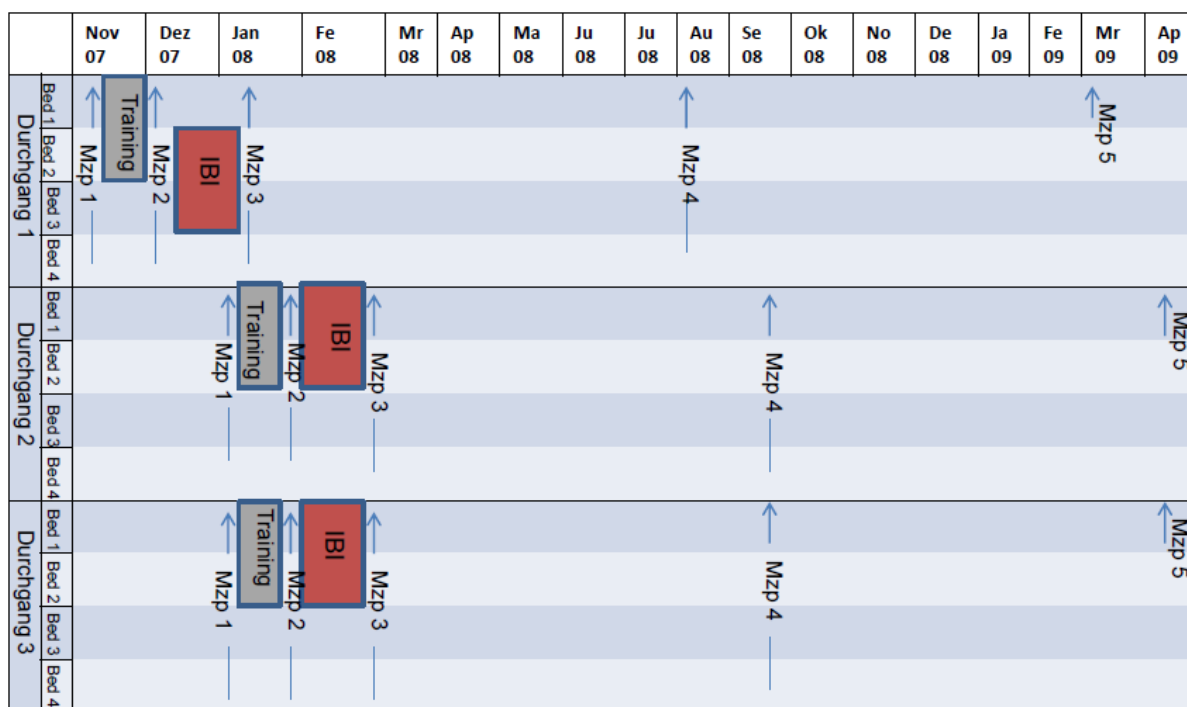 Nov 07 Dez 07 Jan 08 Fe 08 Mr 08 Ap 08 Ma 08 Ju 08 Ju 08 Au 08 Se 08 Ok 08 No 08 De 08 Ja 09 Fe 09 Mr 09 Ap 09
Durchgang 1
Bed 1
Bed 2
Bed 3
Bed 4
Mzp 1
Training
Mzp 2
IBI
Mzp 3
Mzp 4
Mzp 5
Durchgang 2
Bed 1
Bed 2
Bed 3
Bed 4
Mzp 1
Training
Mzp 2
IBI
Mzp 3
Mzp 4
Mzp 5
Durchgang 3
Bed 1
Bed 2
Bed 3
Bed 4
Mzp 1
Training
Mzp 2
IBI
Mzp 3
Mzp 4
Mzp 5